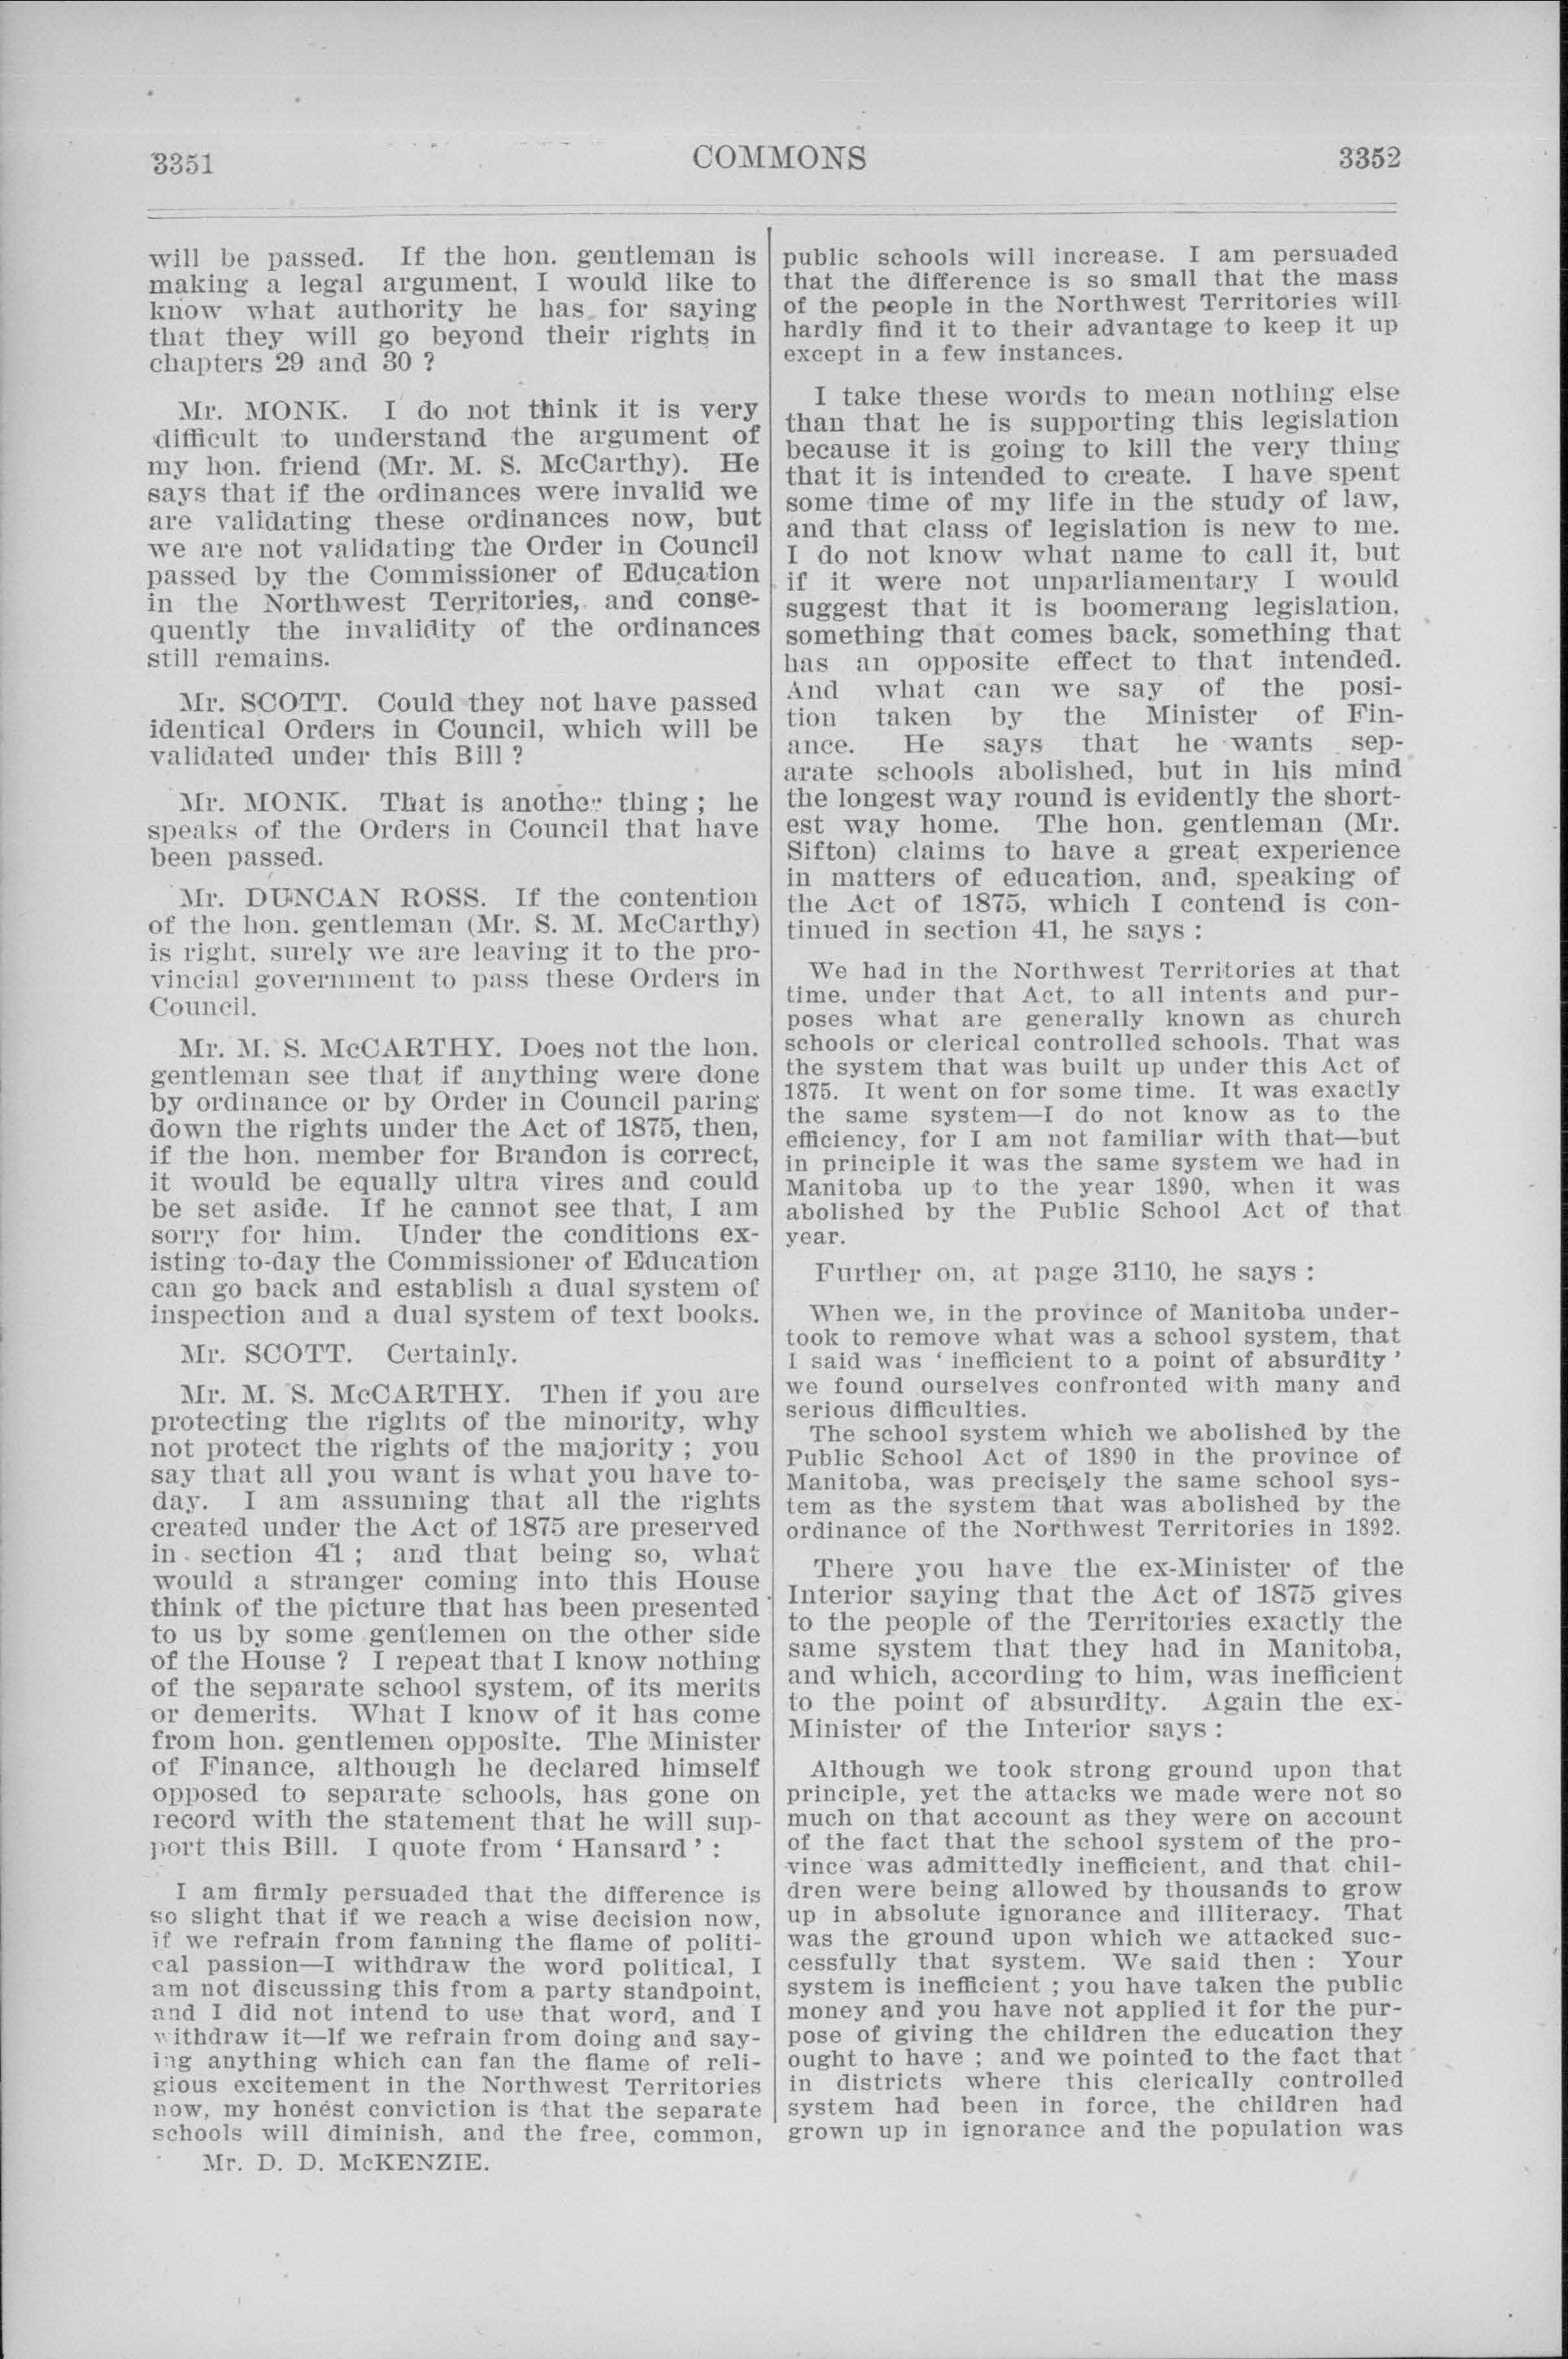 3351
COMMONS
3352
will be passed. If the hon. gentleman is
making a legal argument, I would like to
know what authority he has for saying
that they will go beyond their rights in
chapters 29 and 30 ?
Mr. MONK. I do not think it is very
difficult to understand the argument of
my hon. friend (Mr. M. S. McCarthy). He
says that if the ordinances were invalid we
are validating these ordinances now, but
we are not validating the Order in Council
passed by the Commissioner of Education
in the Northwest Territories, and conse-
quently the invalidity of the ordinances
still remains.
Mr. SCOTT. Could they not have passed
identical Orders in Council, which will be
validated under this Bill ?
Mr. MONK. That is another thing ; he
speaks of the Orders in Council that have
been passed.
Mr. DUNCAN ROSS. If the contention
of the hon. gentleman (Mr. S. M. McCarthy)
is right, surely we are leaving it to the pro-
vincial government to pass these Orders in
Council.
Mr. M. S. McCARTHY. Does not the hon.
gentleman see that if anything were done
by ordinance or by Order in Council paring
down the rights under the Act of 1875, then,
if the hon. member for Brandon is correct,
it would be equally ultra vires and could
be set aside. If he cannot see that, I am
sorry for him. Under the conditions ex-
isting to-day the Commissioner of Education
can go back and establish a dual system of
inspection and a dual system of text books.
Mr. SCOTT. Certainly.
Mr. M. S. McCARTHY. Then if you are
protecting the rights of the minority, why
not protect the rights of the majority ; you
say that all you want is what you have to-
day. I am assuming that all the rights
created under the Act of 1875 are preserved
in section 41 ; and that being so, what
would a stranger coming into this House
think of the picture that has been presented
to us by some gentlemen on the other side
of the House ? I repeat that I know nothing
of the separate school system, of its merits
or demerits. What I know of it has come
from hon. gentlemen opposite. The Minister
of Finance, although he declared himself
opposed to separate schools, has gone on
record with the statement that he will sup-
port this Bill. I quote from ‘ Hansard ’ :
I am firmly persuaded that the difference is
so slight that if we reach a wise decision now,
if we refrain from fanning the flame of politi-
cal passion—I withdraw the word political, I
am not discussing this from a party standpoint,
and I did not intend to use that word, and I
withdraw it—If we refrain from doing and say-
ing anything which can fan the flame of reli-
gious excitement in the Northwest Territories
now, my honest conviction is that the separate
schools will diminish, and the free, common,
Mr. D. D. McKENZIE.
public schools will increase. I am persuaded
that the difference is so small that the mass
of the people in the Northwest Territories will
hardly find it to their advantage to keep it up
except in a few instances.
I take these words to mean nothing else
than that he is supporting this legislation
because it is going to kill the very thing
that it is intended to create. I have spent
some time of my life in the study of law,
and that class of legislation is new to me.
I do not know what name to call it, but
if it were not unparliamentary I would
suggest that it is boomerang legislation,
something that comes back, something that
has an opposite effect to that intended.
And what can we say of the posi-
tion taken by the Minister of Fin-
ance. He says that he wants sep-
arate schools abolished, but in his mind
the longest way round is evidently the short-
est way home. The hon. gentleman (Mr.
Sifton) claims to have a great experience
in matters of education, and, speaking of
the Act of 1875, which I contend is con-
tinued in section 41, he says :
We had in the Northwest Territories at that
time, under that Act, to all intents and pur-
poses what are generally known as church
schools or clerical controlled schools. That was
the system that was built up under this Act of
1875. It went on for some time. It was exactly
the same system—I do not know as to the
efficiency, for I am not familiar with that—but
in principle it was the same system we had in
Manitoba up to the year 1890, when it was
abolished by the Public School Act of that
year.
Further on, at page 3110, he says :
When we, in the province of Manitoba under-
took to remove what was a school system, that
I said was ‘ inefficient to a point of absurdity ’
we found ourselves confronted with many and
serious difficulties.
The school system which we abolished by the
Public School Act of 1890 in the province of
Manitoba, was precisely the same school sys-
tem as the system that was abolished by the
ordinance of the Northwest Territories in 1892.
There you have the ex-Minister of the
Interior saying that the Act of 1875 gives
to the people of the Territories exactly the
same system that they had in Manitoba,
and which, according to him, was inefficient
to the point of absurdity. Again the ex-
Minister of the Interior says :
Although we took strong ground upon that
principle, yet the attacks we made were not so
much on that account as they were on account
of the fact that the school system of the pro-
vince was admittedly inefficient, and that chil-
dren were being allowed by thousands to grow
up in absolute ignorance and illiteracy. That
was the ground upon which we attacked suc-
cessfully that system. We said then : Your
system is inefficient ; you have taken the public
money and you have not applied it for the pur-
pose of giving the children the education they
ought to have ; and we pointed to the fact that
in districts where this clerically controlled
system had been in force, the children had
grown up in ignorance and the population was